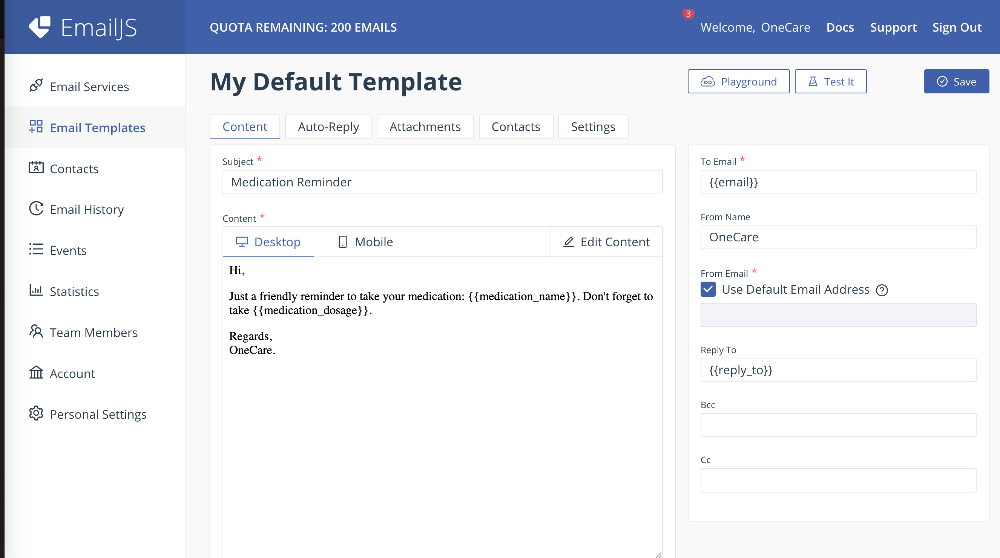 EmailJS
QUOTA REMAINING: 200 EMAILS
3
Welcome, OneCare
Docs
Support
Sign Out
Email Services
Email Templates
Contacts
Email History
Events
Statistics
Team Members
Account
Personal Settings
My Default Template
Playground
Test It
Save
Content
Auto-Reply
Attachments
Contacts
Settings
Subject *
Medication Reminder
Content *
Desktop
Mobile
Edit Content
Hi,
Just a friendly reminder to take your medication: {{medication_name}}. Don't forget to
take {{medication_dosage}}.
Regards,
OneCare.
To Email *
{{email}}
From Name
OneCare
From Email *
Use Default Email Address ?
Reply To
{{reply_to}}
Bcc
Cc